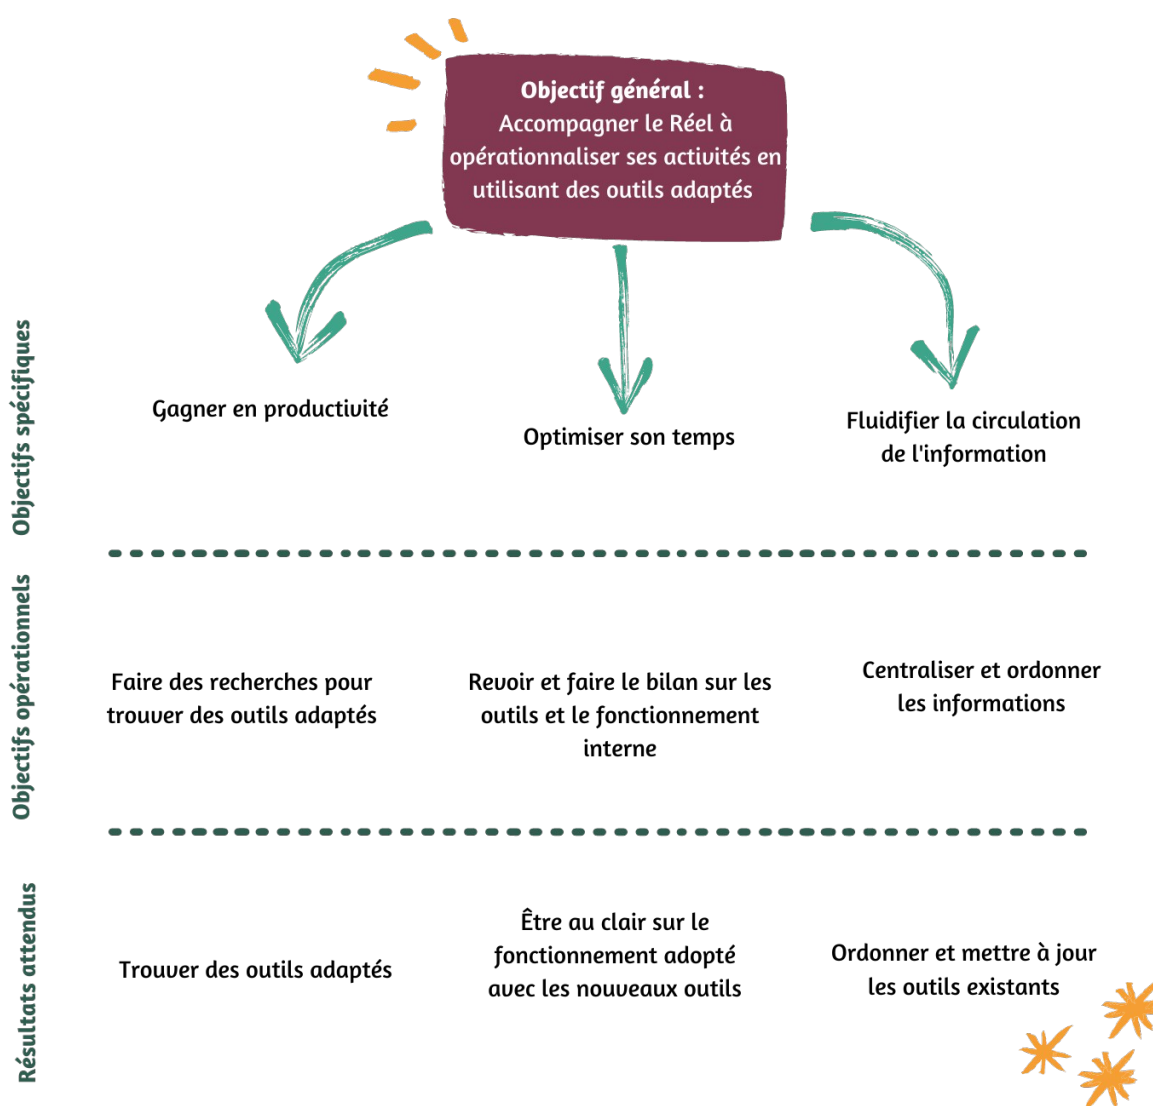 Objectif général :
Accompagner le Réel à
opérationnaliser ses activités en
utilisant des outils adaptés
Objectifs spécifiques
Gagner en productivité
Optimiser son temps
Fluidifier la circulation
de l'information
Objectifs opérationnels
Faire des recherches pour
trouver des outils adaptés
Revoir et faire le bilan sur les
outils et le fonctionnement
interne
Centraliser et ordonner
les informations
Résultats attendus
Trouver des outils adaptés
Être au clair sur le
fonctionnement adopté
avec les nouveaux outils
Ordonner et mettre à jour
les outils existants